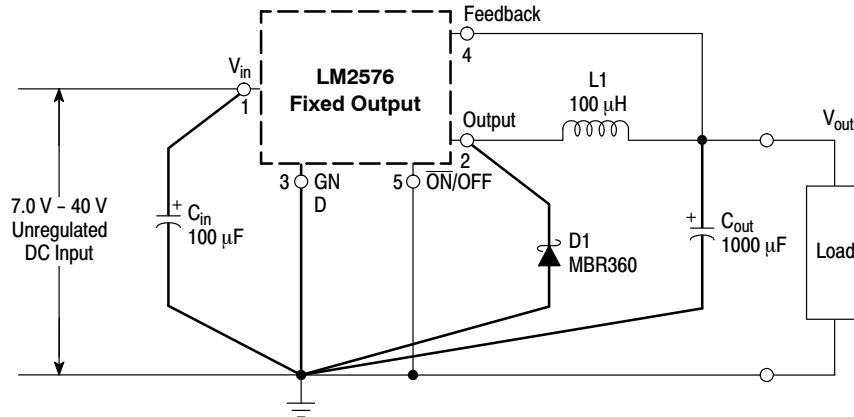 Feedback
4
V_in
1
LM2576
Fixed Output
L1
100 μH
Output
2
V_out
3 GN
D
5 ON/OFF
7.0 V – 40 V
Unregulated
DC Input
+
C_in
100 μF
D1
MBR360
+
C_out
1000 μF
Load